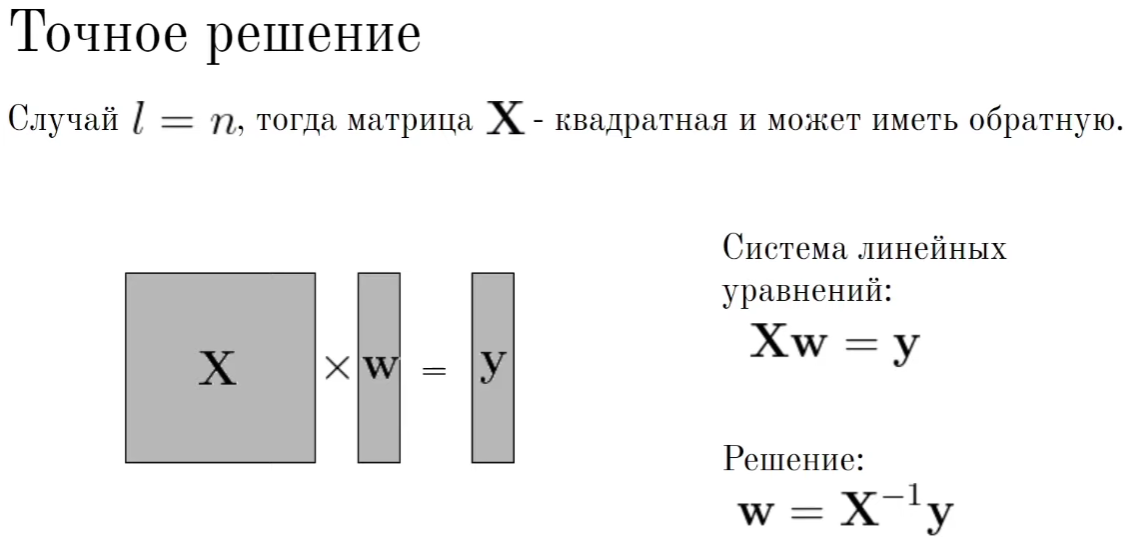 Точное решение
Случай l = n, тогда матрица X - квадратная и может иметь обратную.
X × w = y
Система линейных
уравнений:
Xw = y
Решение:
w = X⁻¹y